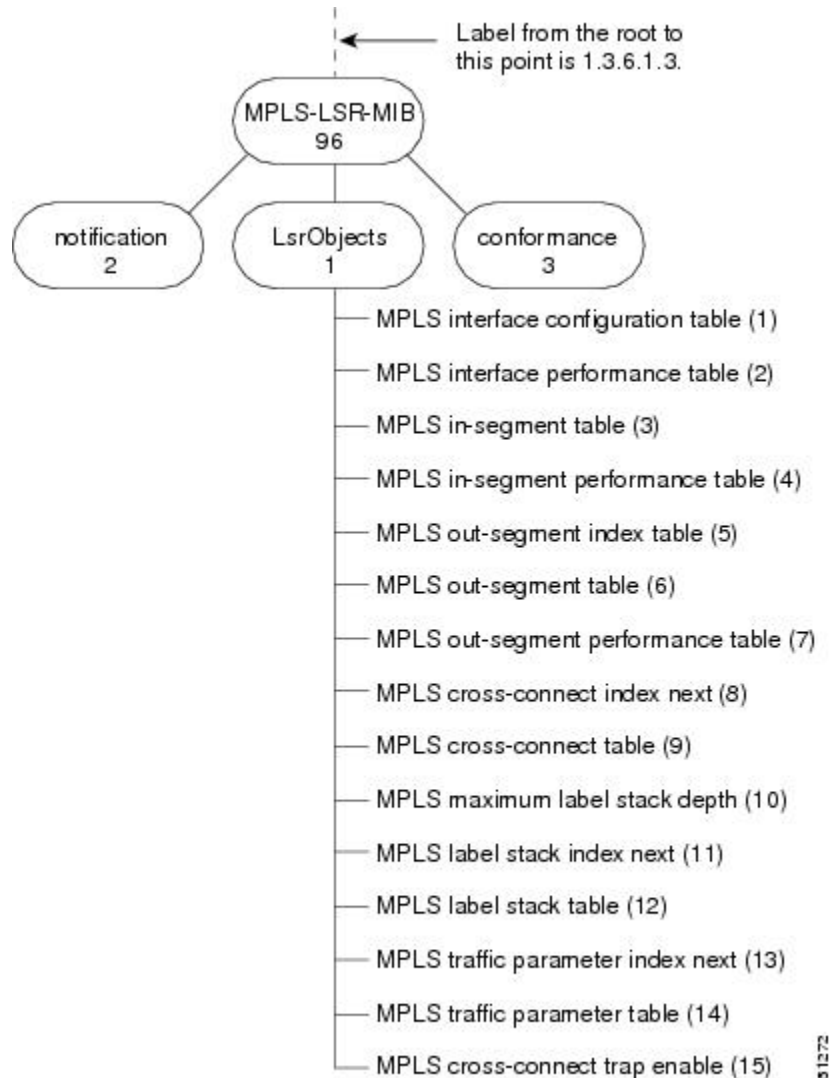 Label from the root to
this point is 1.3.6.1.3.
MPLS-LSR-MIB
96
notification
2
LsrObjects
1
conformance
3
MPLS interface configuration table (1)
MPLS interface performance table (2)
MPLS in-segment table (3)
MPLS in-segment performance table (4)
MPLS out-segment index table (5)
MPLS out-segment table (6)
MPLS out-segment performance table (7)
MPLS cross-connect index next (8)
MPLS cross-connect table (9)
MPLS maximum label stack depth (10)
MPLS label stack index next (11)
MPLS label stack table (12)
MPLS traffic parameter index next (13)
MPLS traffic parameter table (14)
MPLS cross-connect trap enable (15)
51272